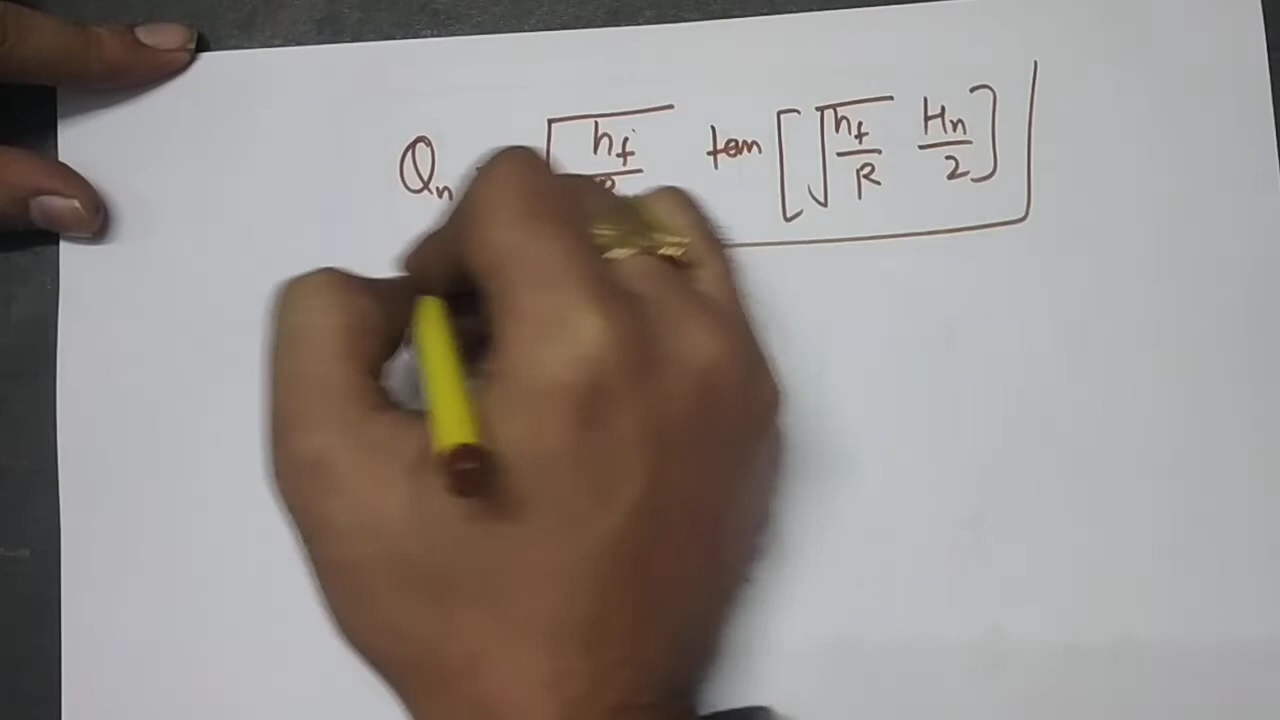 Qn = √(hf/R) tan [√(hf/R) Hn/2]